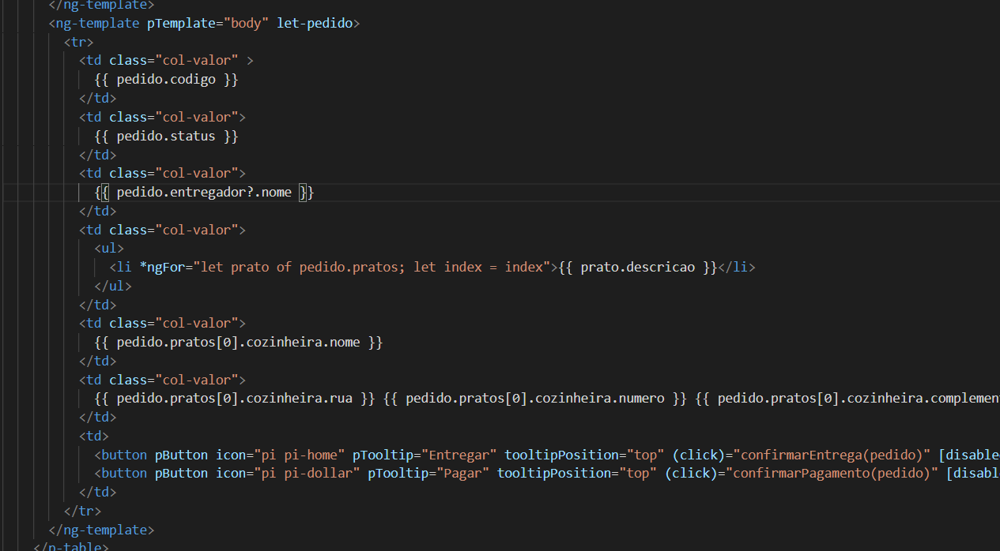 </ng-template>
<ng-template pTemplate="body" let-pedido>
<tr>
<td class="col-valor" >
{{ pedido.codigo }}
</td>
<td class="col-valor">
{{ pedido.status }}
</td>
<td class="col-valor">
{{ pedido.entregador?.nome }}
</td>
<td class="col-valor">
<ul>
<li *ngFor="let prato of pedido.pratos; let index = index">{{ prato.descricao }}</li>
</ul>
</td>
<td class="col-valor">
{{ pedido.pratos[0].cozinheira.nome }}
</td>
<td class="col-valor">
{{ pedido.pratos[0].cozinheira.rua }} {{ pedido.pratos[0].cozinheira.numero }} {{ pedido.pratos[0].cozinheira.complemen
</td>
<td>
<button pButton icon="pi pi-home" pTooltip="Entregar" tooltipPosition="top" (click)="confirmarEntrega(pedido)" [disable
<button pButton icon="pi pi-dollar" pTooltip="Pagar" tooltipPosition="top" (click)="confirmarPagamento(pedido)" [disabl
</td>
</tr>
</ng-template>
</p-table>